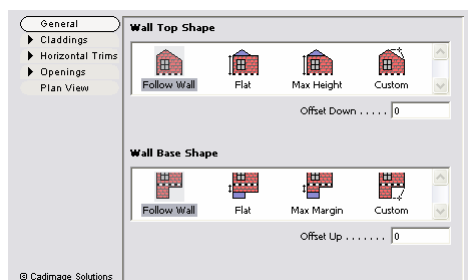 General
Claddings
Horizontal Trims
Openings
Plan View
Wall Top Shape
Follow Wall Flat Max Height Custom
Offset Down . . . . . 0
Wall Base Shape
Follow Wall Flat Max Margin Custom
Offset Up . . . . . . . 0
© Cadimage Solutions